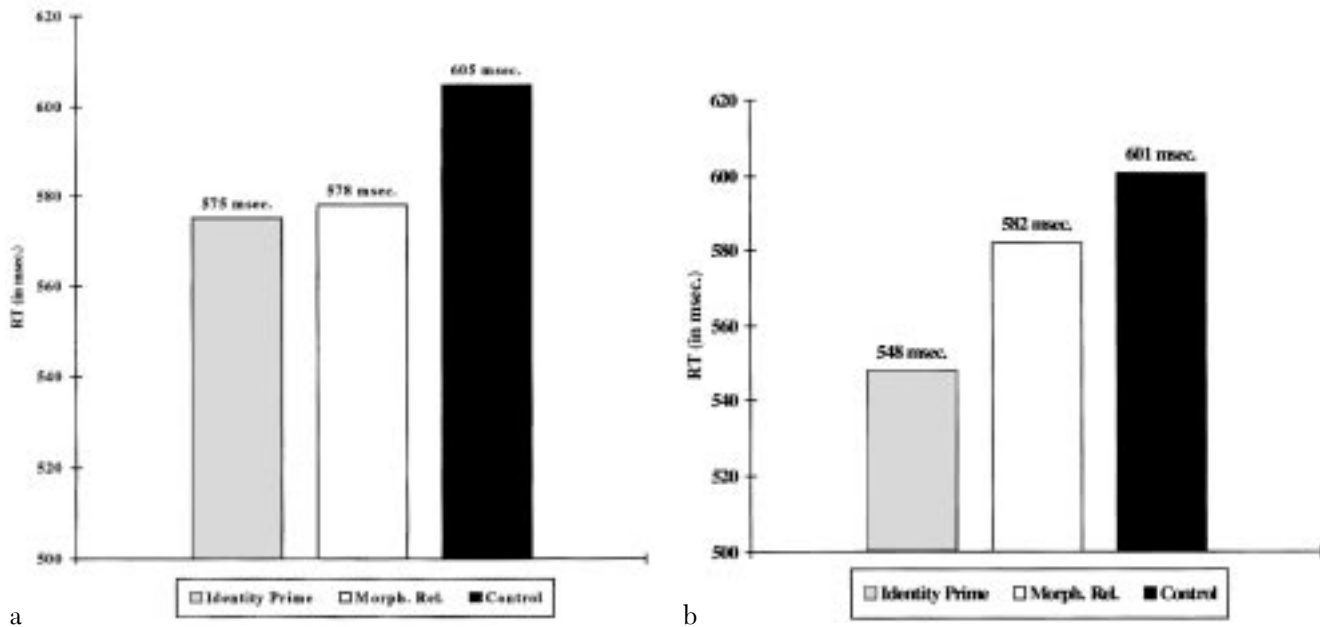 620
600
580
560
540
520
500
RT (in msec.)
575 msec.
578 msec.
605 msec.
Identity Prime Morph. Rel. Control
a
620
600
580
560
540
520
500
RT (in msec.)
548 msec.
582 msec.
601 msec.
Identity Prime Morph. Rel. Control
b